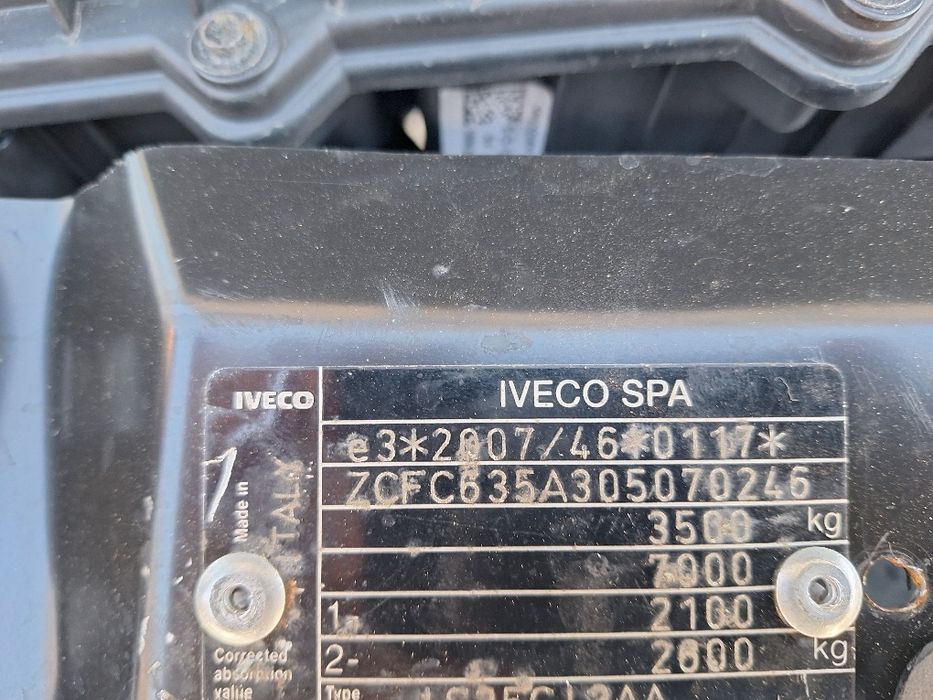 IVECO
IVECO SPA
e3*2007/46*0117*
ZCFC635A305070246
3500 kg
7000
1- 2100
2- 2600 kg
Made in
ITALY
Corrected
absorption
value
Type